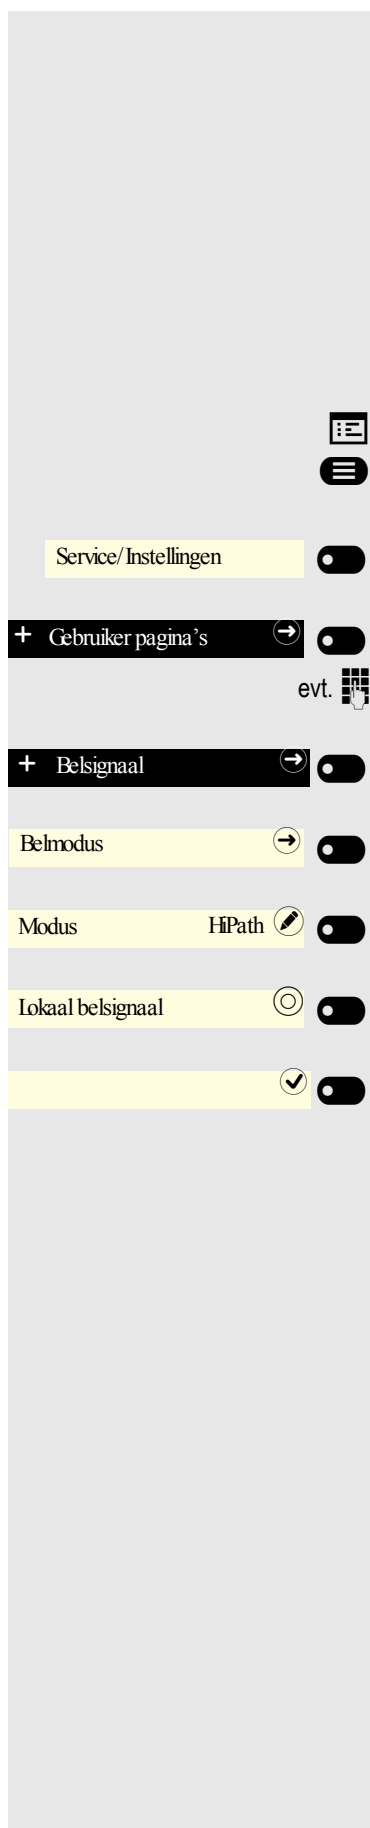 Service/Instellingen
+ Gebruiker pagina's
evt.
+ Belsignaal
Belmodus
Modus HiPath
Lokaal belsignaal